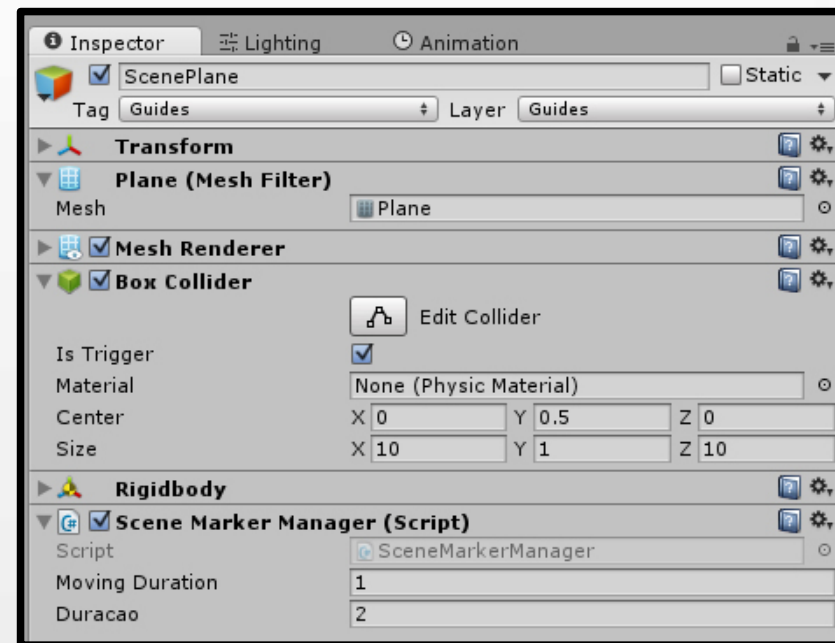 Inspector Lighting Animation
ScenePlane Static
Tag Guides Layer Guides
Transform
Plane (Mesh Filter)
Mesh Plane
Mesh Renderer
Box Collider
Edit Collider
Is Trigger
Material None (Physic Material)
Center X 0 Y 0.5 Z 0
Size X 10 Y 1 Z 10
Rigidbody
Scene Marker Manager (Script)
Script SceneMarkerManager
Moving Duration 1
Duracao 2